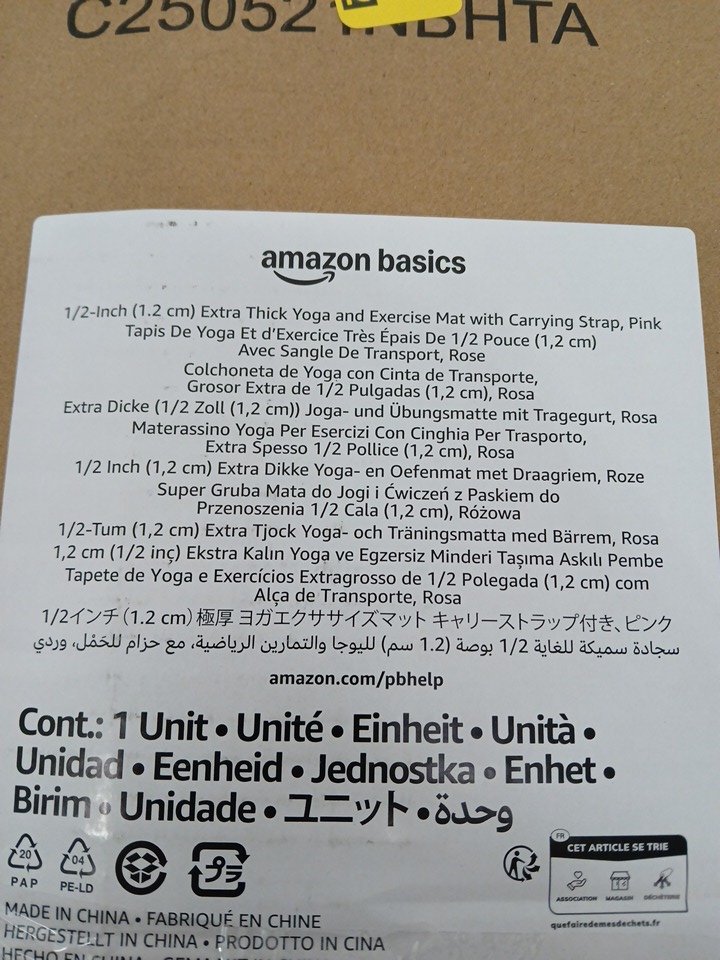 C250521NBHTA
amazon basics
1/2-Inch (1.2 cm) Extra Thick Yoga and Exercise Mat with Carrying Strap, Pink
Tapis De Yoga Et d’Exercice Très Épais De 1/2 Pouce (1,2 cm)
Avec Sangle De Transport, Rose
Colchoneta de Yoga con Cinta de Transporte,
Grosor Extra de 1/2 Pulgadas (1,2 cm), Rosa
Extra Dicke (1/2 Zoll (1,2 cm)) Joga- und Übungsmatte mit Tragegurt, Rosa
Materassino Yoga Per Esercizi Con Cinghia Per Trasporto,
Extra Spesso 1/2 Pollice (1,2 cm), Rosa
1/2 Inch (1,2 cm) Extra Dikke Yoga- en Oefenmat met Draagriem, Roze
Super Gruba Mata do Jogi i Ćwiczeń z Paskiem do
Przenoszenia 1/2 Cala (1,2 cm), Różowa
1/2-Tum (1,2 cm) Extra Tjock Yoga- och Träningsmatta med Bärrem, Rosa
1,2 cm (1/2 inç) Ekstra Kalın Yoga ve Egzersiz Minderi Taşıma Askılı Pembe
Tapete de Yoga e Exercícios Extragrosso de 1/2 Polegada (1,2 cm) com
Alça de Transporte, Rosa
1/2インチ（1.2 cm）極厚 ヨガエクササイズマット キャリーストラップ付き、ピンク
سجادة سميكة للغاية 1/2 بوصة (1.2 سم) لليوجا والتمارين الرياضية، مع حزام للحَمْل، وردي
amazon.com/pbhelp
Cont.: 1 Unit • Unité • Einheit • Unità •
Unidad • Eenheid • Jednostka • Enhet •
Birim • Unidade • ユニット • وحدة
20 04 プラ
PAP PE-LD
FR
CET ARTICLE SE TRIE
ASSOCIATION MAGASIN DÉCHÈTERIE
quefairedemesdechets.fr
MADE IN CHINA • FABRIQUÉ EN CHINE
HERGESTELLT IN CHINA • PRODOTTO IN CINA
HECHO EN CHINA •